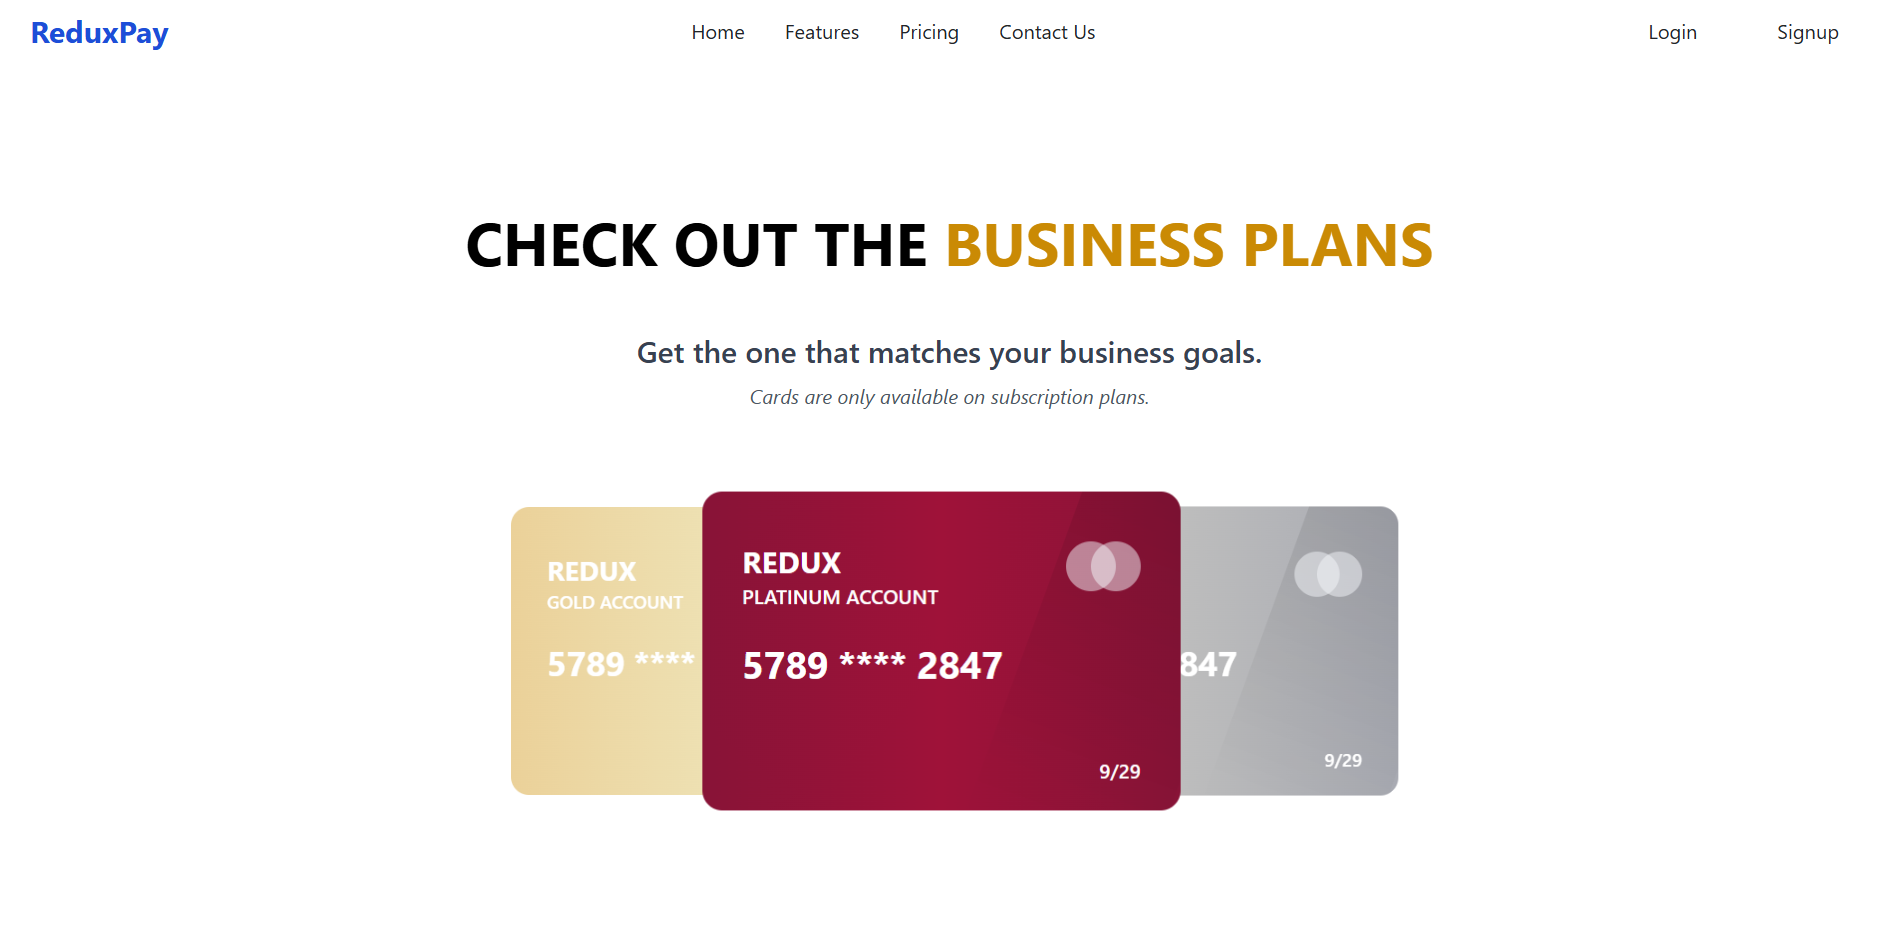 ReduxPay
Home Features Pricing Contact Us
Login Signup
CHECK OUT THE BUSINESS PLANS
Get the one that matches your business goals.
Cards are only available on subscription plans.
REDUX
GOLD ACCOUNT
5789 ****
REDUX
PLATINUM ACCOUNT
5789 **** 2847
9/29
847
9/29